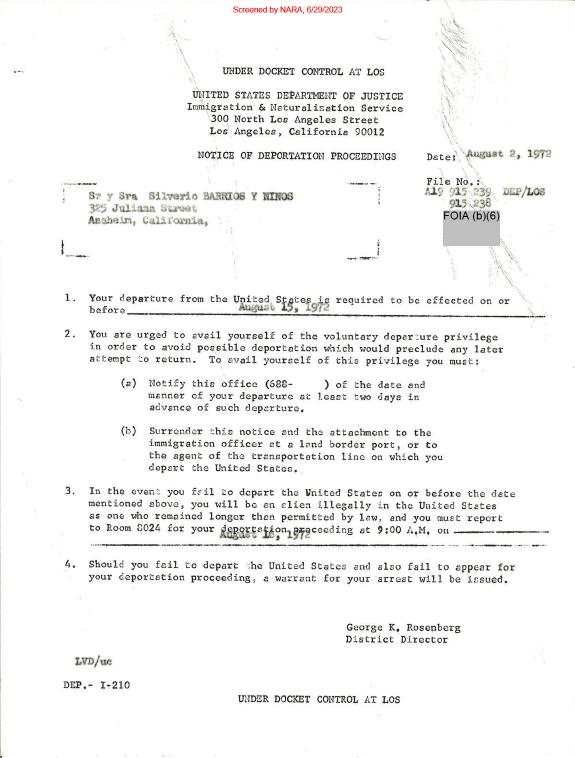 Screened by NARA, 6/29/2023
UNDER DOCKET CONTROL AT LOS
UNITED STATES DEPARTMENT OF JUSTICE
Immigration & Naturalization Service
300 North Los Angeles Street
Los Angeles, California 90012
NOTICE OF DEPORTATION PROCEEDINGS
Date: August 2, 1972
File No.:
A19 915 239 DEP/LOS
915 238
FOIA (b)(6)
Sr y Sra Silverio BARRIOS Y NINOS
325 Juliana Street
Anaheim, California,
1. Your departure from the United States is required to be effected on or
before August 15, 1972
2. You are urged to avail yourself of the voluntary departure privilege
in order to avoid possible deportation which would preclude any later
attempt to return. To avail yourself of this privilege you must:
(a) Notify this office (688- ) of the date and
manner of your departure at least two days in
advance of such departure.
(b) Surrender this notice and the attachment to the
immigration officer at a land border port, or to
the agent of the transportation line on which you
depart the United States.
3. In the event you fail to depart the United States on or before the date
mentioned above, you will be an alien illegally in the United States
as one who remained longer than permitted by law, and you must report
to Room 8024 for your deportation proceeding at 9:00 A.M. on
August 16, 1972
4. Should you fail to depart the United States and also fail to appear for
your deportation proceeding, a warrant for your arrest will be issued.
George K. Rosenberg
District Director
LVD/uc
DEP.- I-210
UNDER DOCKET CONTROL AT LOS